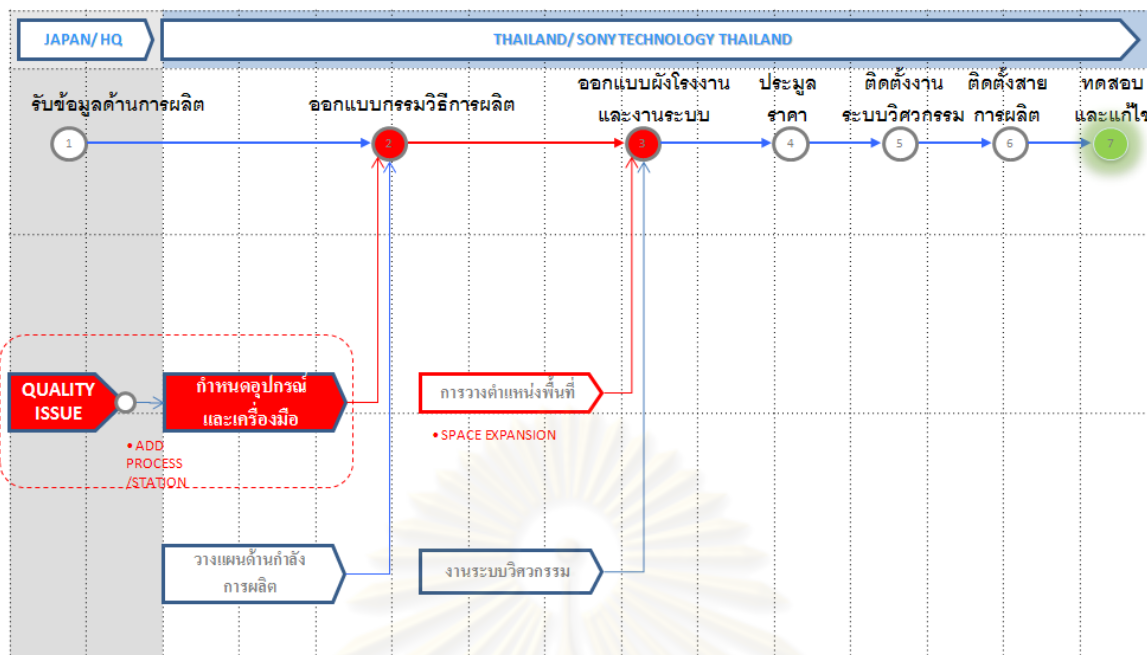 JAPAN/ HQ
THAILAND/ SONY TECHNOLOGY THAILAND
รับข้อมูลด้านการผลิต
ออกแบบกรรมวิธีการผลิต
ออกแบบผังโรงงาน
และงานระบบ
ประมูล
ราคา
ติดตั้งงาน
ระบบวิศวกรรม
ติดตั้งสาย
การผลิต
ทดสอบ
และแก้ไข
1
2
3
4
5
6
7
QUALITY
ISSUE
กำหนดอุปกรณ์
และเครื่องมือ
• ADD
PROCESS
/STATION
การวางตำแหน่งพื้นที่
• SPACE EXPANSION
วางแผนด้านกำลัง
การผลิต
งานระบบวิศวกรรม